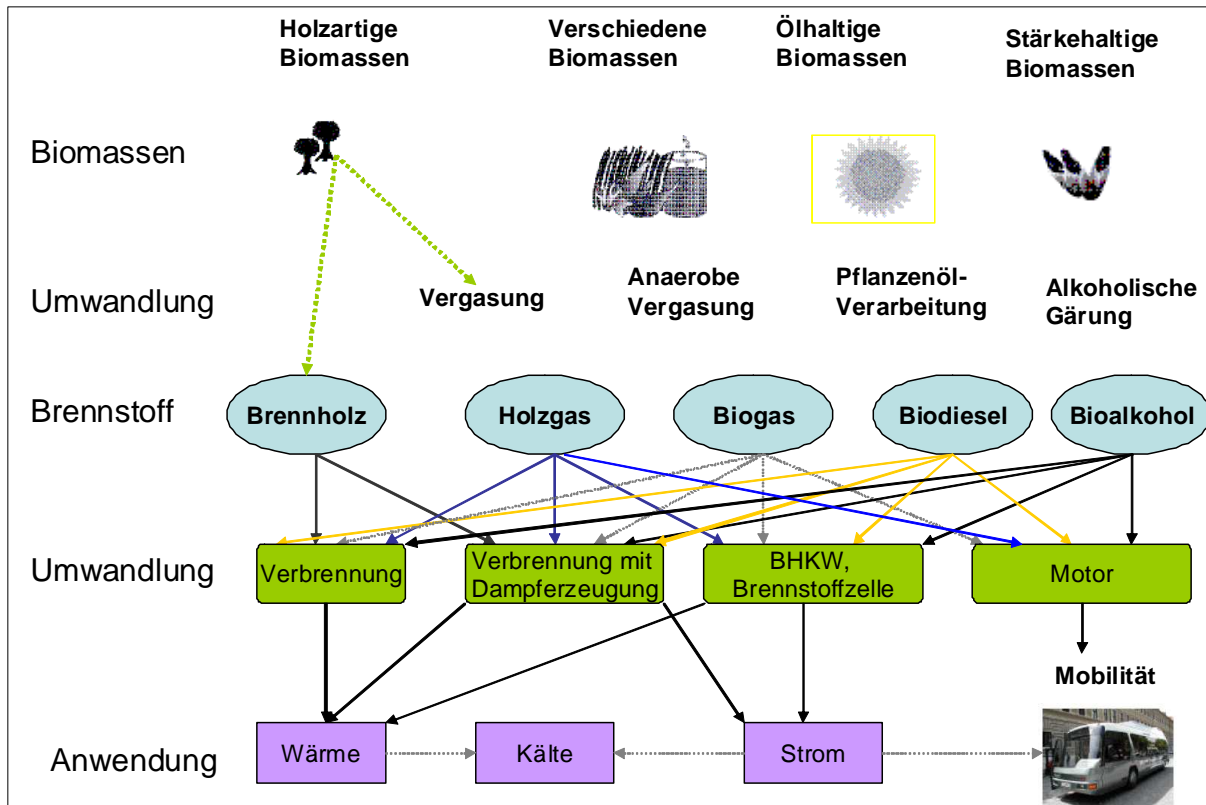 Holzartige
Biomassen
Verschiedene
Biomassen
Ölhaltige
Biomassen
Stärkehaltige
Biomassen
Biomassen
Umwandlung
Vergasung
Anaerobe
Vergasung
Pflanzenöl-
Verarbeitung
Alkoholische
Gärung
Brennstoff
Brennholz
Holzgas
Biogas
Biodiesel
Bioalkohol
Umwandlung
Verbrennung
Verbrennung mit
Dampferzeugung
BHKW,
Brennstoffzelle
Motor
Mobilität
Anwendung
Wärme
Kälte
Strom